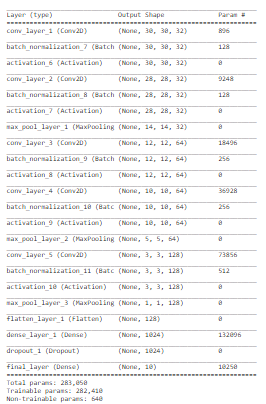 Layer (type) Output Shape Param #
conv_layer_1 (Conv2D) (None, 30, 30, 32) 896
batch_normalization_7 (Batch (None, 30, 30, 32) 128
activation_6 (Activation) (None, 30, 30, 32) 0
conv_layer_2 (Conv2D) (None, 28, 28, 32) 9248
batch_normalization_8 (Batch (None, 28, 28, 32) 128
activation_7 (Activation) (None, 28, 28, 32) 0
max_pool_layer_1 (MaxPooling (None, 14, 14, 32) 0
conv_layer_3 (Conv2D) (None, 12, 12, 64) 18496
batch_normalization_9 (Batch (None, 12, 12, 64) 256
activation_8 (Activation) (None, 12, 12, 64) 0
conv_layer_4 (Conv2D) (None, 10, 10, 64) 36928
batch_normalization_10 (Batc (None, 10, 10, 64) 256
activation_9 (Activation) (None, 10, 10, 64) 0
max_pool_layer_2 (MaxPooling (None, 5, 5, 64) 0
conv_layer_5 (Conv2D) (None, 3, 3, 128) 73856
batch_normalization_11 (Batc (None, 3, 3, 128) 512
activation_10 (Activation) (None, 3, 3, 128) 0
max_pool_layer_3 (MaxPooling (None, 1, 1, 128) 0
flatten_layer_1 (Flatten) (None, 128) 0
dense_layer_1 (Dense) (None, 1024) 132096
dropout_1 (Dropout) (None, 1024) 0
final_layer (Dense) (None, 10) 10250
Total params: 283,050
Trainable params: 282,410
Non-trainable params: 640